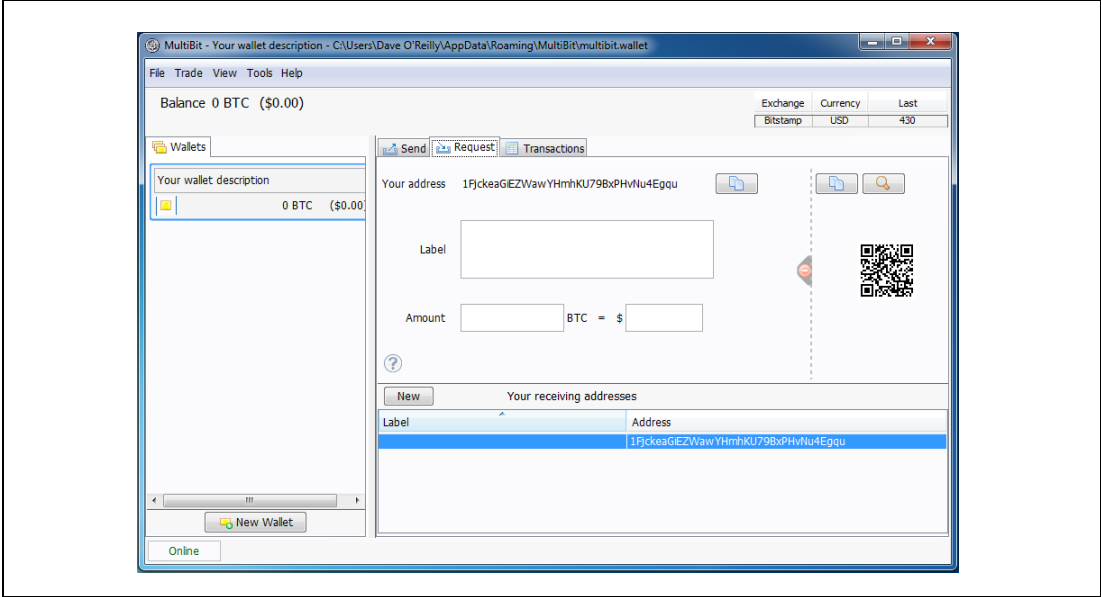 MultiBit - Your wallet description - C:\Users\Dave O'Reilly\AppData\Roaming\MultiBit\multibit.wallet
File Trade View Tools Help
Balance 0 BTC ($0.00)
Exchange Currency Last
Bitstamp USD 430
Wallets
Send Request Transactions
Your wallet description
0 BTC ($0.00)
Your address 1FjckeaGiEZWawYHmhKU79BxPHvNu4Egqu
Label
Amount BTC = $
?
New Your receiving addresses
Label Address
1FjckeaGiEZWawYHmhKU79BxPHvNu4Egqu
New Wallet
Online